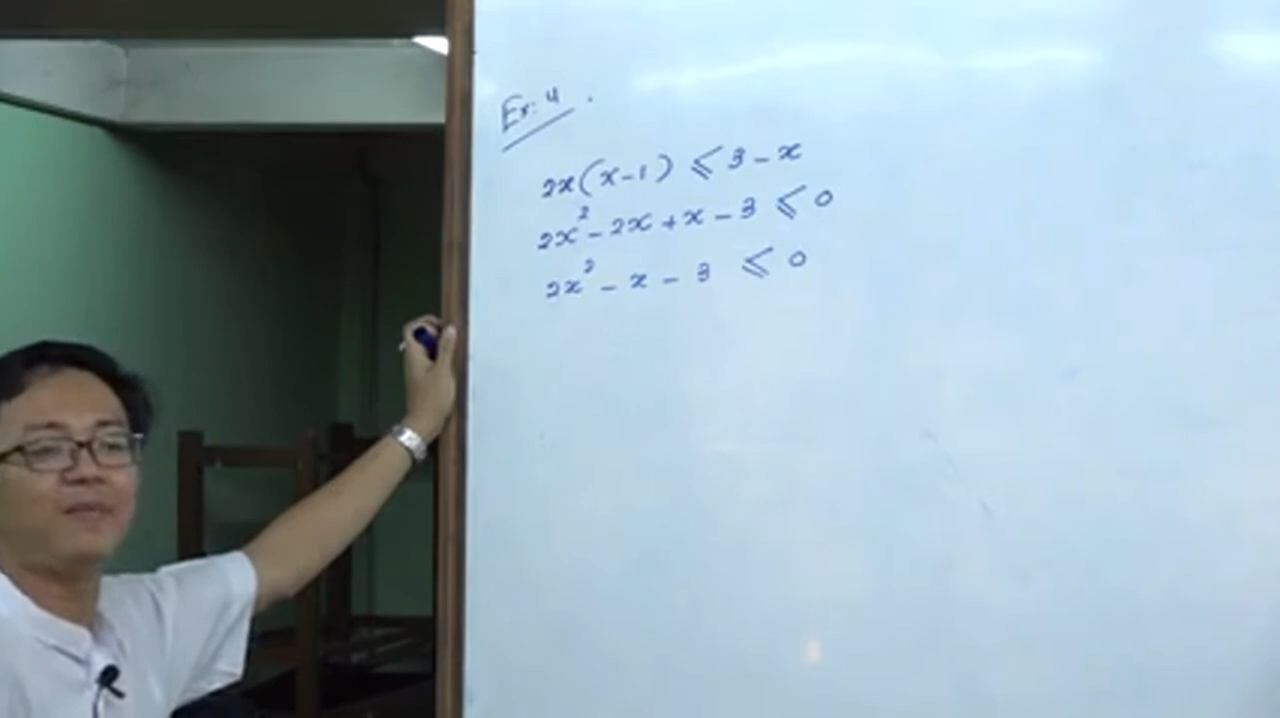 Ex: 4.
2x(x-1) ⩽ 3-x
2x² - 2x + x - 3 ⩽ 0
2x² - x - 3 ⩽ 0